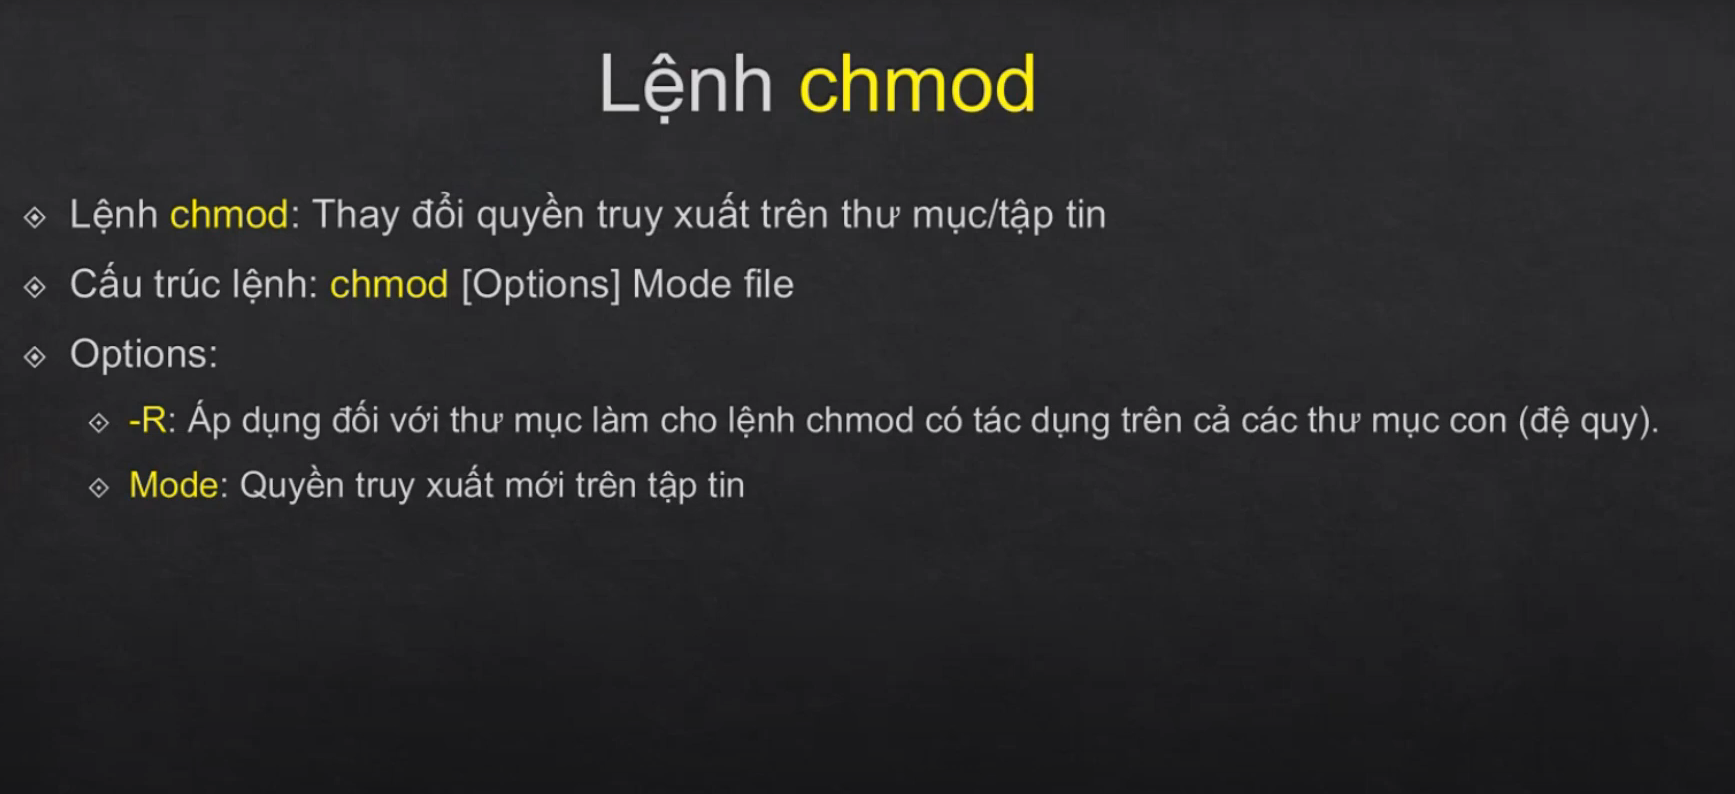 Lệnh chmod
Lệnh chmod: Thay đổi quyền truy xuất trên thư mục/tập tin
Cấu trúc lệnh: chmod [Options] Mode file
Options:
-R: Áp dụng đối với thư mục làm cho lệnh chmod có tác dụng trên cả các thư mục con (đệ quy).
Mode: Quyền truy xuất mới trên tập tin